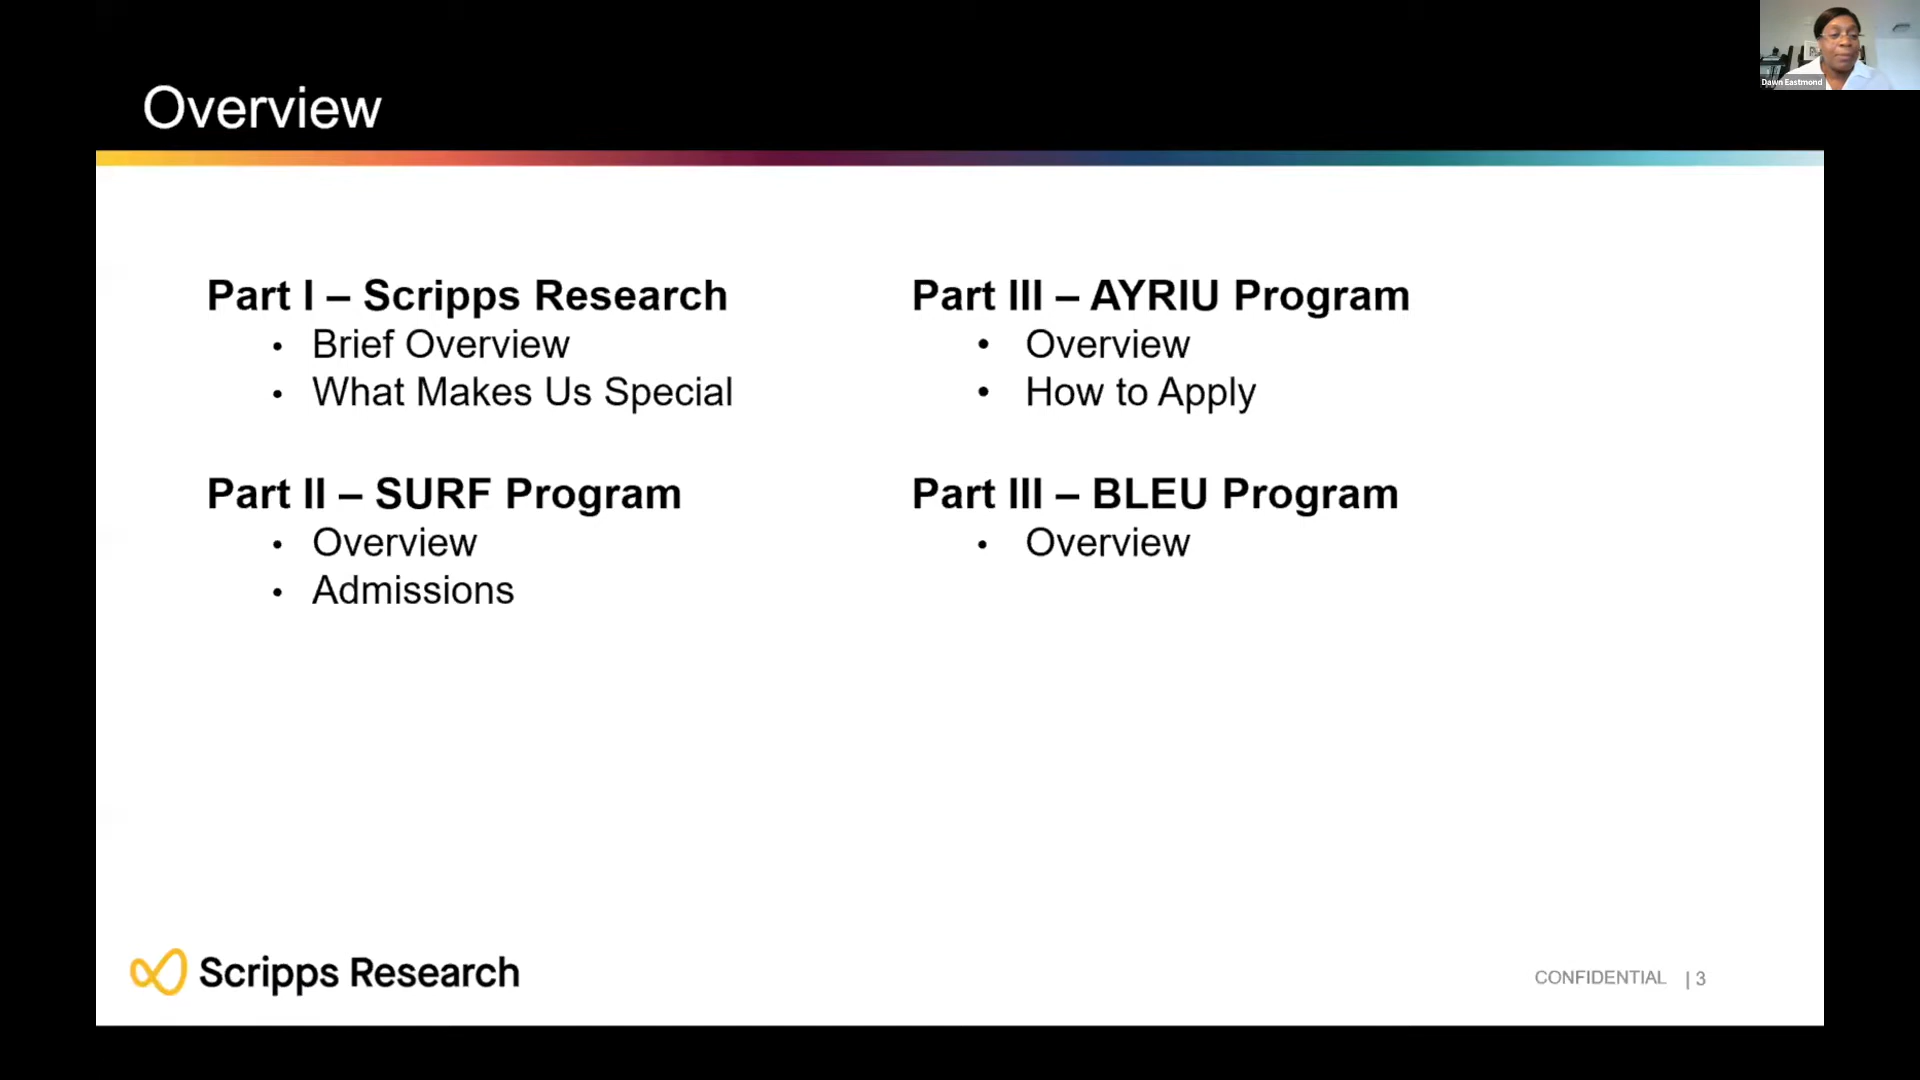 Overview
Dawn Eastmond
Part I – Scripps Research
• Brief Overview
• What Makes Us Special
Part II – SURF Program
• Overview
• Admissions
Part III – AYRIU Program
• Overview
• How to Apply
Part III – BLEU Program
• Overview
Scripps Research
CONFIDENTIAL | 3